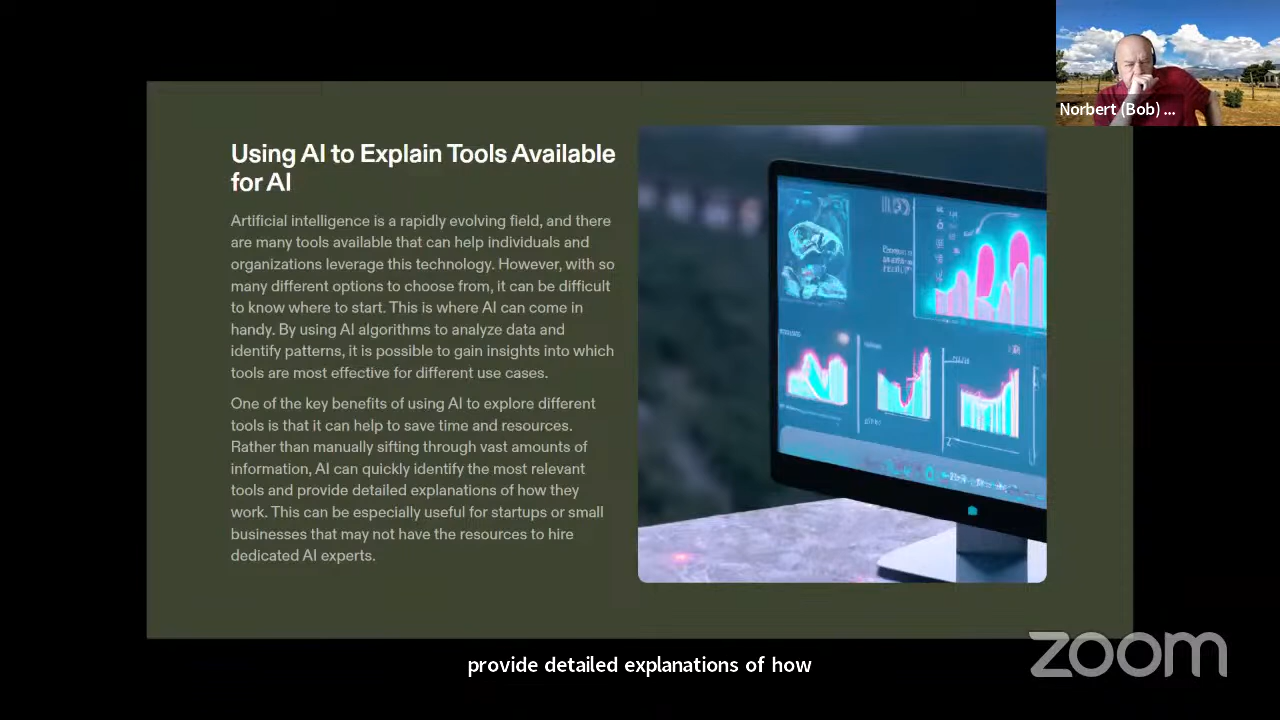 Norbert (Bob) ...
Using AI to Explain Tools Available
for AI
Artificial intelligence is a rapidly evolving field, and there
are many tools available that can help individuals and
organizations leverage this technology. However, with so
many different options to choose from, it can be difficult
to know where to start. This is where AI can come in
handy. By using AI algorithms to analyze data and
identify patterns, it is possible to gain insights into which
tools are most effective for different use cases.
One of the key benefits of using AI to explore different
tools is that it can help to save time and resources.
Rather than manually sifting through vast amounts of
information, AI can quickly identify the most relevant
tools and provide detailed explanations of how they
work. This can be especially useful for startups or small
businesses that may not have the resources to hire
dedicated AI experts.
provide detailed explanations of how
zoom